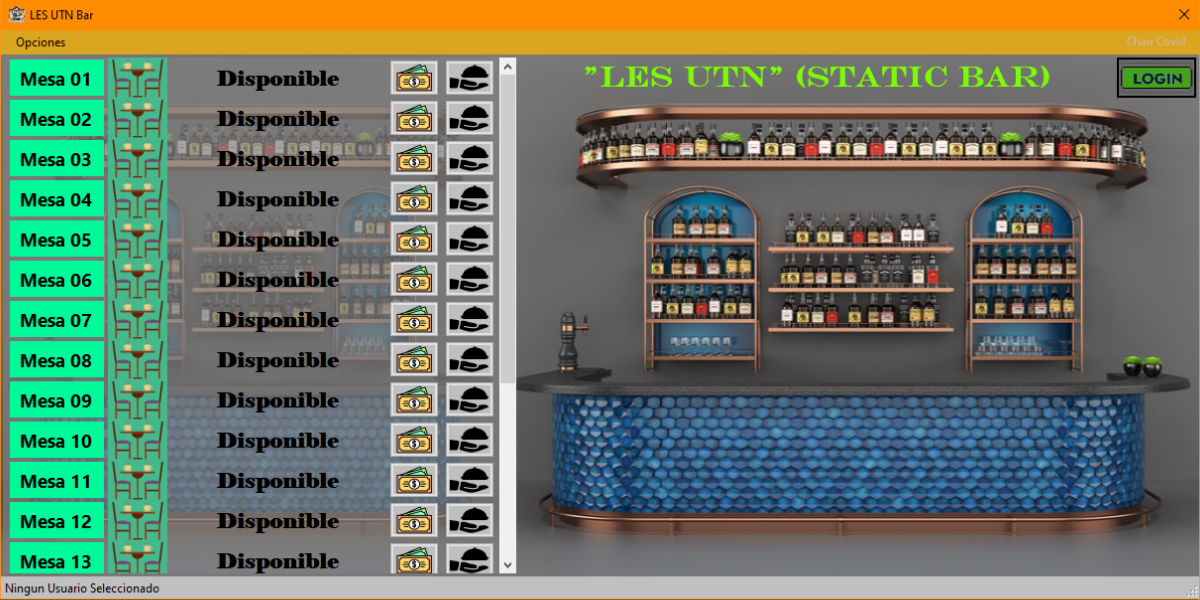 LES UTN Bar
Opciones
Chau Covid
Mesa 01 Disponible
Mesa 02 Disponible
Mesa 03 Disponible
Mesa 04 Disponible
Mesa 05 Disponible
Mesa 06 Disponible
Mesa 07 Disponible
Mesa 08 Disponible
Mesa 09 Disponible
Mesa 10 Disponible
Mesa 11 Disponible
Mesa 12 Disponible
Mesa 13 Disponible
"LES UTN" (STATIC BAR)
LOGIN
Ningun Usuario Seleccionado